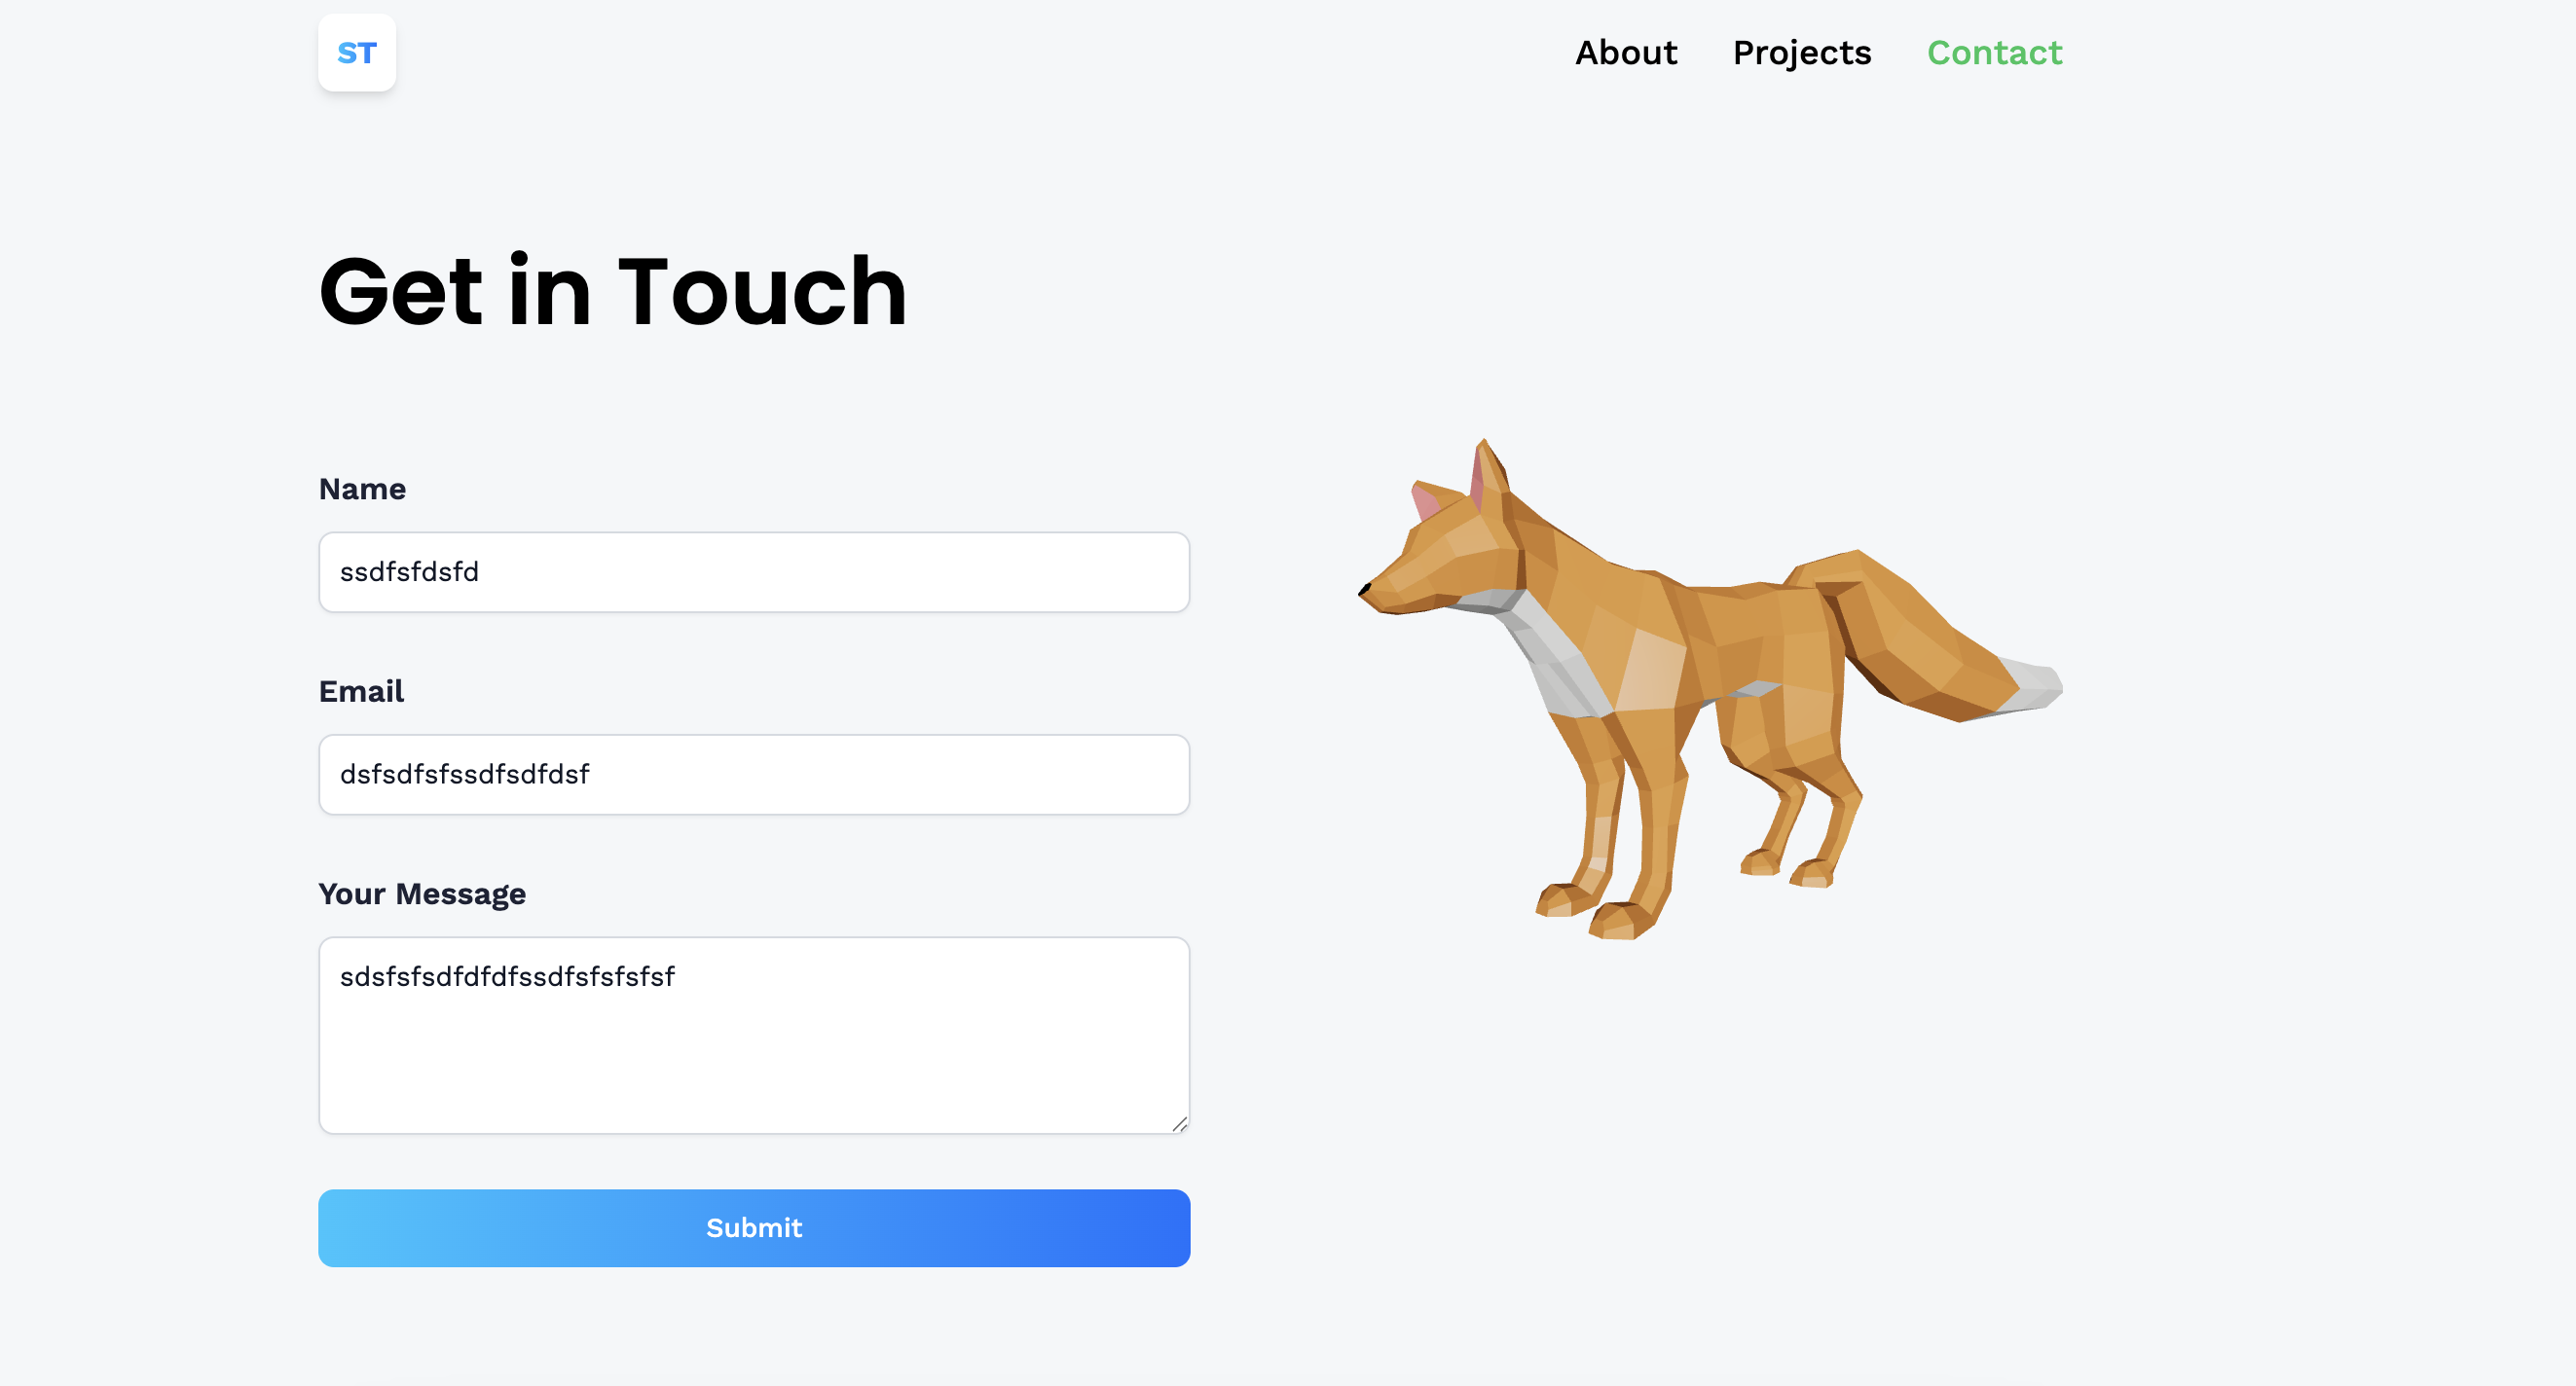 ST
About Projects Contact
Get in Touch
Name
ssdfsfdsfd
Email
dsfsdfsfssdfsdfdsf
Your Message
sdsfsfsdfdfdfssdfsfsfsfsf
Submit